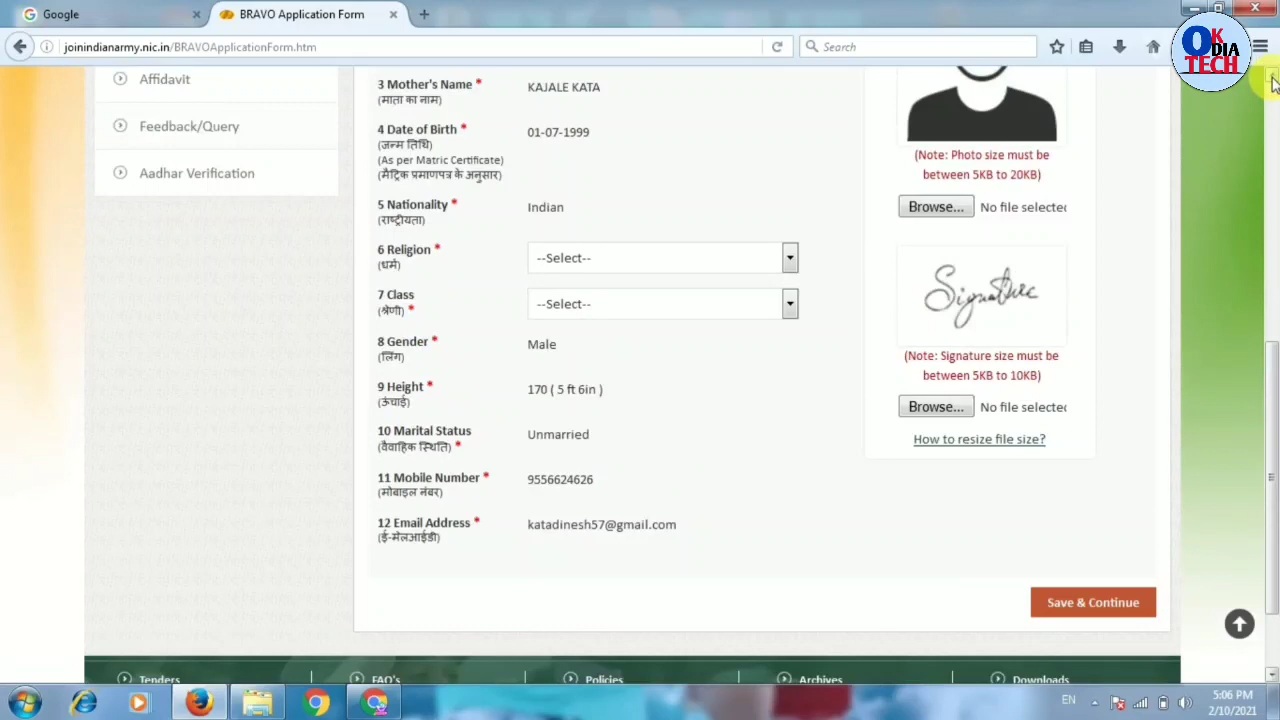 Google
BRAVO Application Form
joinindianarmy.nic.in/BRAVOApplicationForm.htm
Search
OK
DIA
TECH
Affidavit
Feedback/Query
Aadhar Verification
3 Mother's Name *
(माता का नाम)
KAJALE KATA
4 Date of Birth *
(जन्म तिथि)
(As per Matric Certificate)
(मैट्रिक प्रमाणपत्र के अनुसार)
01-07-1999
5 Nationality *
(राष्ट्रीयता)
Indian
6 Religion *
(धर्म)
--Select--
7 Class
(श्रेणी) *
--Select--
8 Gender *
(लिंग)
Male
9 Height *
(ऊंचाई)
170 ( 5 ft 6in )
10 Marital Status
(वैवाहिक स्थिति) *
Unmarried
11 Mobile Number *
(मोबाइल नंबर)
9556624626
12 Email Address *
(ई-मेलआईडी)
katadinesh57@gmail.com
(Note: Photo size must be
between 5KB to 20KB)
Browse... No file selected
Signature
(Note: Signature size must be
between 5KB to 10KB)
Browse... No file selected
How to resize file size?
Save & Continue
Tenders
FAQ's
Policies
Archives
Downloads
EN
5:06 PM
2/10/2021